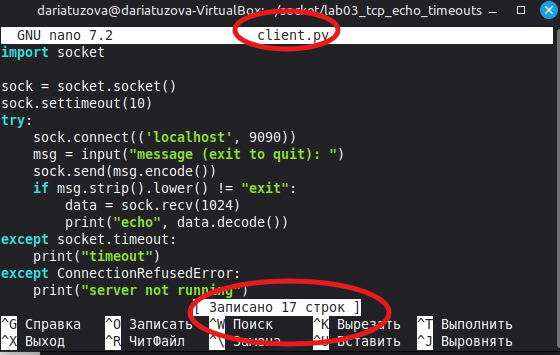 dariatuzova@dariatuzova-VirtualBox: ~/socket/lab03_tcp_echo_timeouts
GNU nano 7.2 client.py
import socket
sock = socket.socket()
sock.settimeout(10)
try:
    sock.connect(('localhost', 9090))
    msg = input("message (exit to quit): ")
    sock.send(msg.encode())
    if msg.strip().lower() != "exit":
        data = sock.recv(1024)
        print("echo", data.decode())
except socket.timeout:
    print("timeout")
except ConnectionRefusedError:
    print("server not running")
[ Записано 17 строк ]
^G Справка ^O Записать ^W Поиск ^K Вырезать ^T Выполнить
^X Выход ^R ЧитФайл ^\ Замена ^U Вставить ^J Выровнять